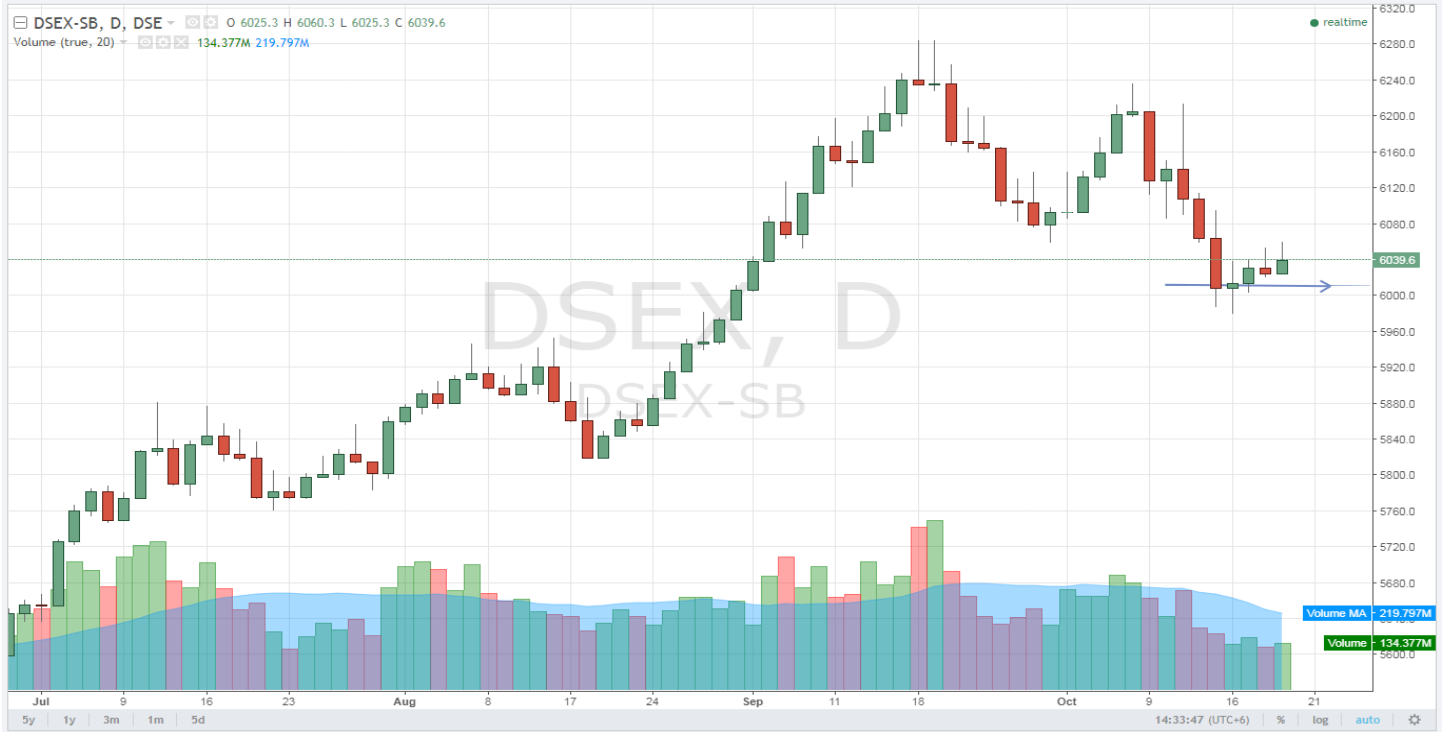 DSEX-SB, D, DSE O 6025.3 H 6060.3 L 6025.3 C 6039.6
realtime
Volume (true, 20) 134.377M 219.797M
6320.0
6280.0
6240.0
6200.0
6160.0
6120.0
6080.0
6039.6
6000.0
5960.0
5920.0
5880.0
5840.0
5800.0
5760.0
5720.0
5680.0
5600.0
DSEX, D
DSEX-SB
Volume MA 219.797M
Volume 134.377M
Jul 9 16 23 Aug 8 17 24 Sep 11 18 Oct 9 16 21
5y 1y 3m 1m 5d 14:33:47 (UTC+6) % log auto